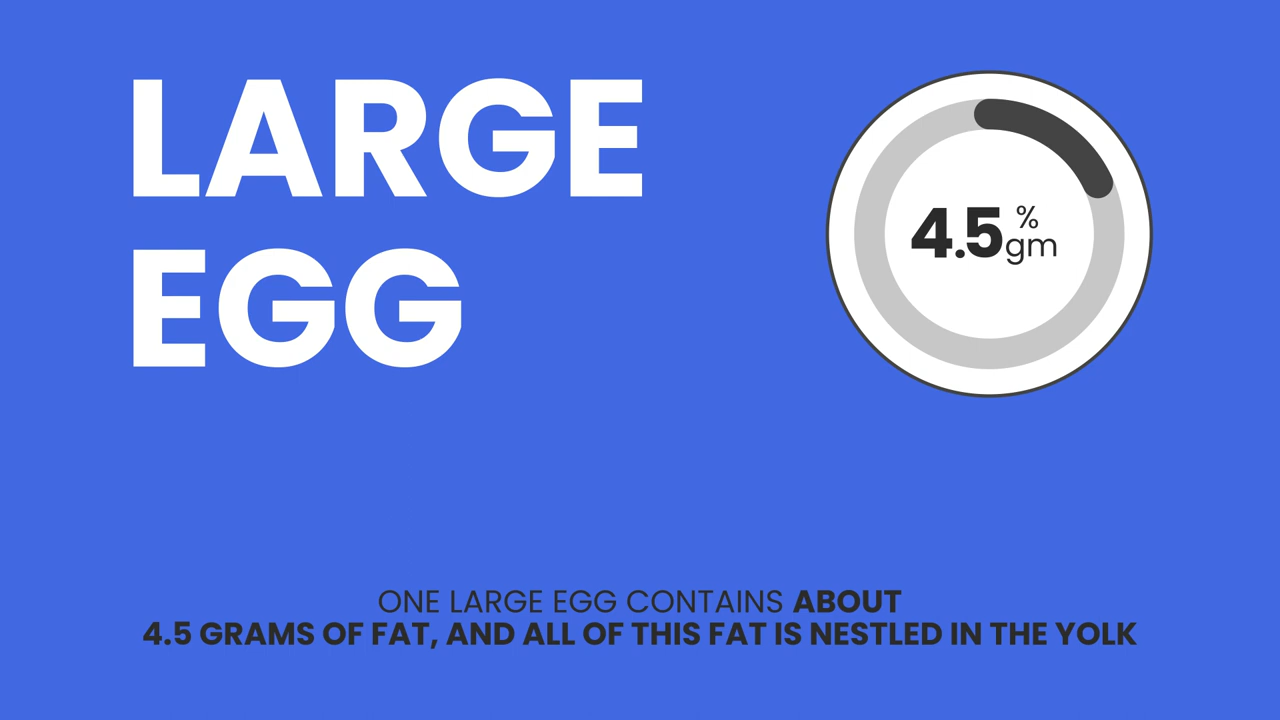 LARGE
EGG
4.5 %
gm
ONE LARGE EGG CONTAINS ABOUT
4.5 GRAMS OF FAT, AND ALL OF THIS FAT IS NESTLED IN THE YOLK